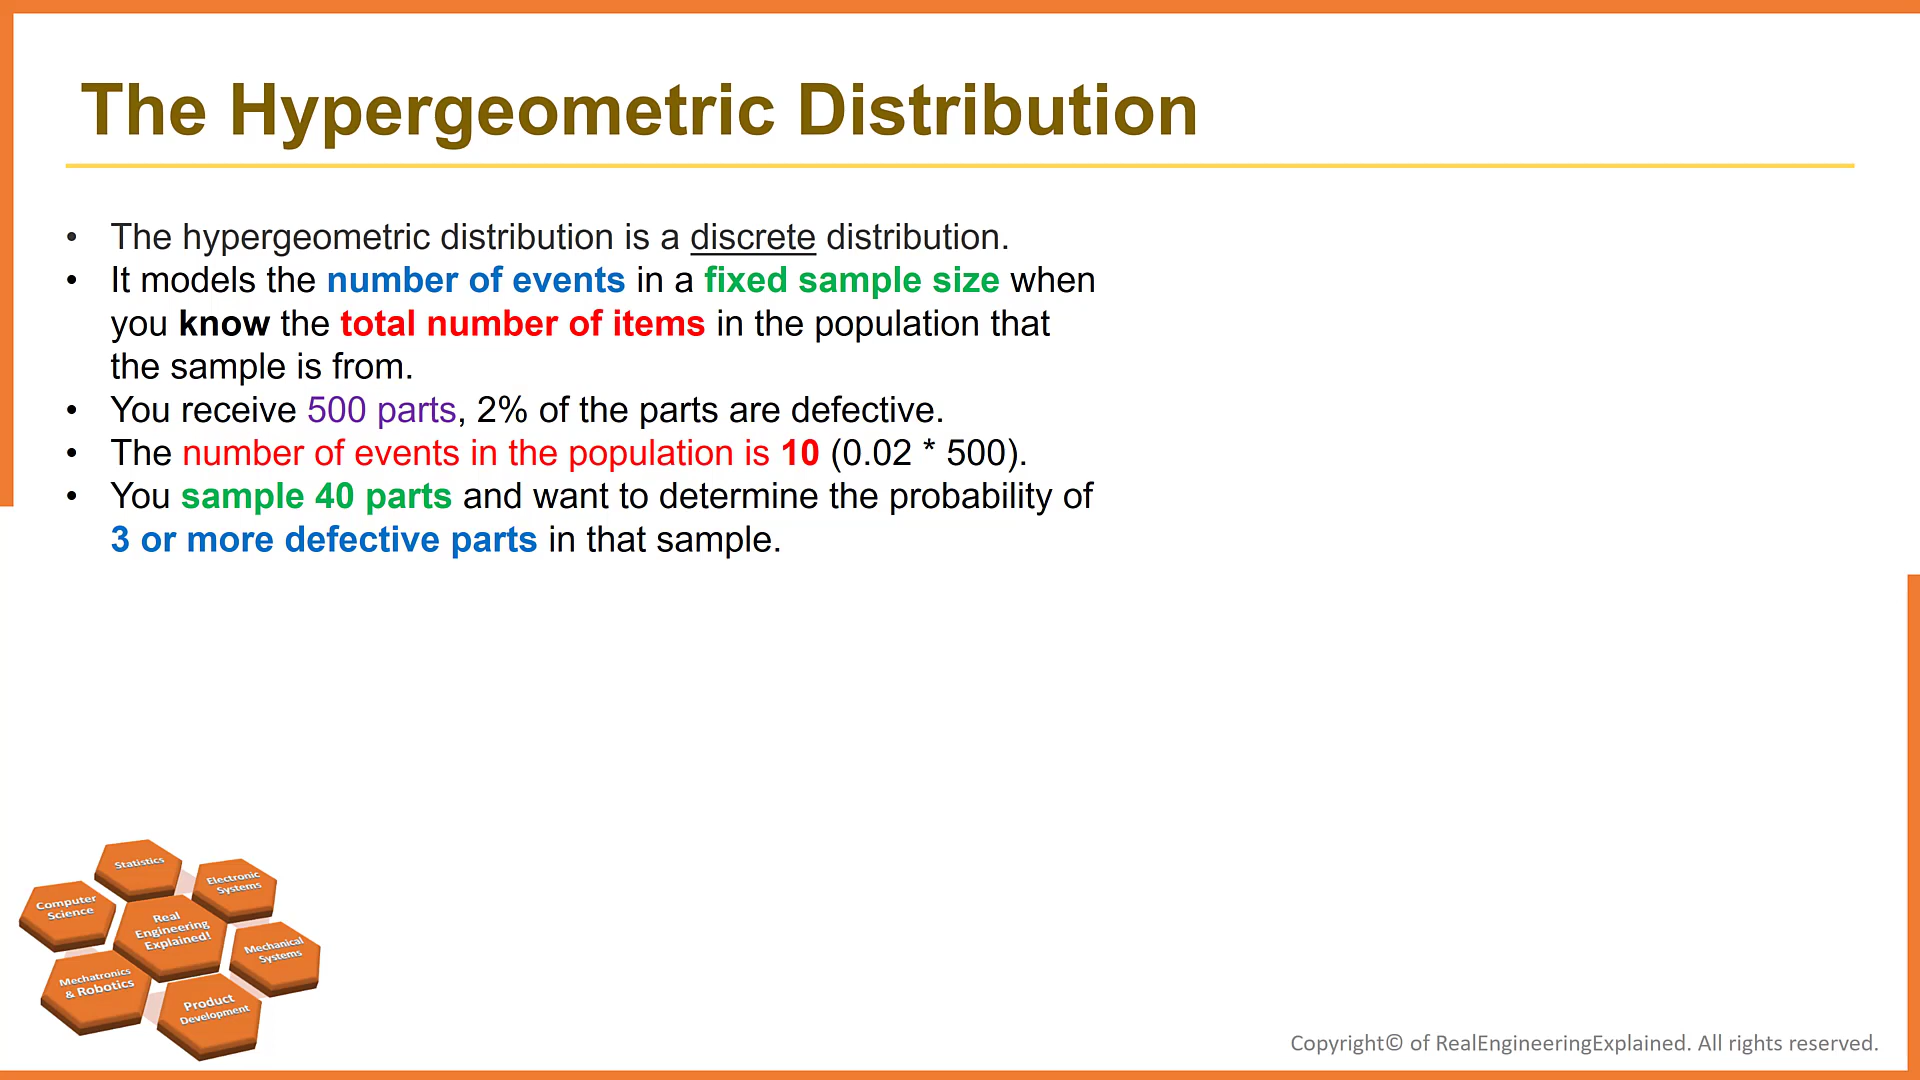 The Hypergeometric Distribution
• The hypergeometric distribution is a discrete distribution.
• It models the number of events in a fixed sample size when
you know the total number of items in the population that
the sample is from.
• You receive 500 parts, 2% of the parts are defective.
• The number of events in the population is 10 (0.02 * 500).
• You sample 40 parts and want to determine the probability of
3 or more defective parts in that sample.
Statistics
Electronic
Systems
Computer
Science
Real
Engineering
Explained!
Mechanical
Systems
Mechatronics
& Robotics
Product
Development
Copyright© of RealEngineeringExplained. All rights reserved.